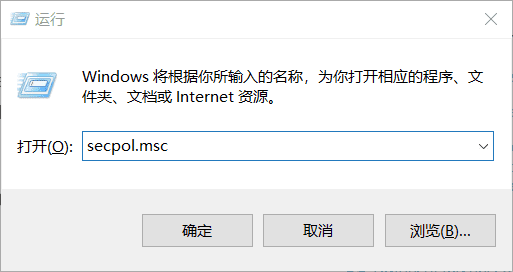 运行
Windows 将根据你所输入的名称，为你打开相应的程序、文
件夹、文档或 Internet 资源。
打开(O): secpol.msc
确定 取消 浏览(B)...